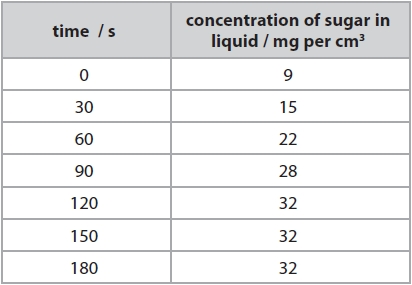 time / s
concentration of sugar in
liquid / mg per cm³
0 9
30 15
60 22
90 28
120 32
150 32
180 32